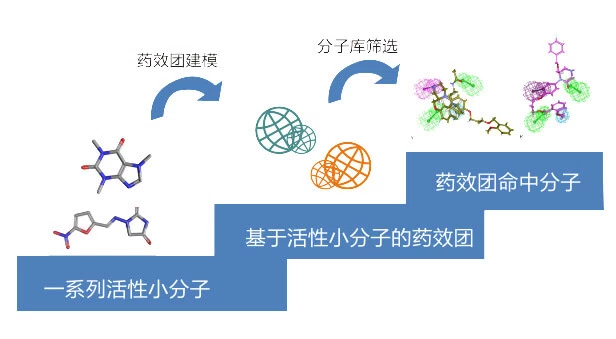 药效团建模
分子库筛选
药效团命中分子
基于活性小分子的药效团
一系列活性小分子